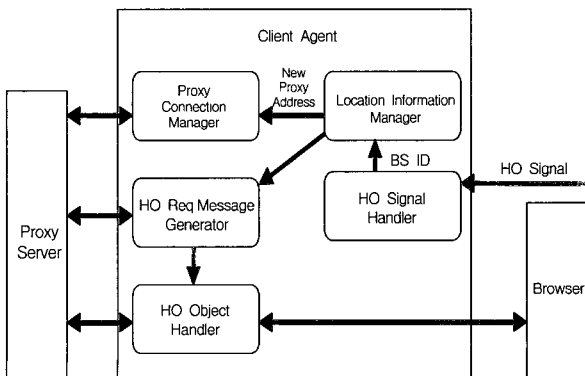 Client Agent
Proxy
Connection
Manager
New
Proxy
Address
Location Information
Manager
BS ID
HO Signal
HO Signal
Handler
HO Req Message
Generator
Proxy
Server
HO Object
Handler
Browser